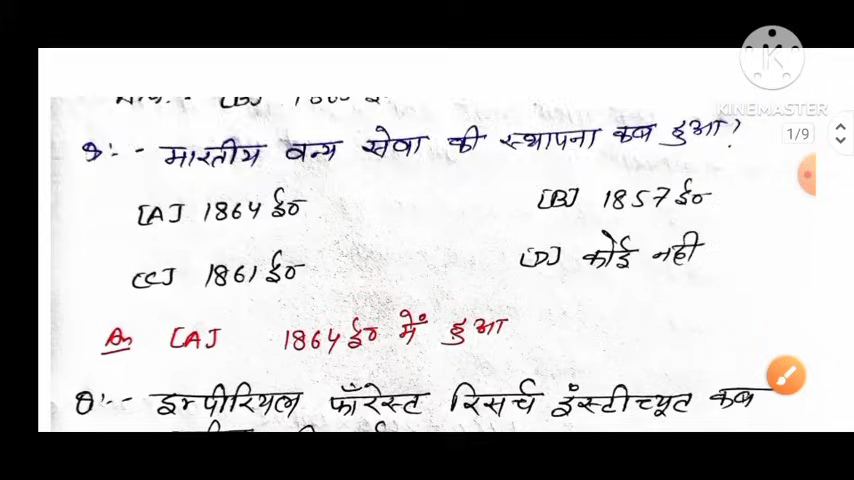 K
KINEMASTER
1/9
Q:- भारतीय वन्य सेवा की स्थापना कब हुआ?
[A] 1864 ई०
[B] 1857 ई०
[C] 1861 ई०
[D] कोई नही
An [A] 1864 ई० में हुआ
Q:- इम्पीरियल फॉरेस्ट रिसर्च इंस्टीच्यूट कब